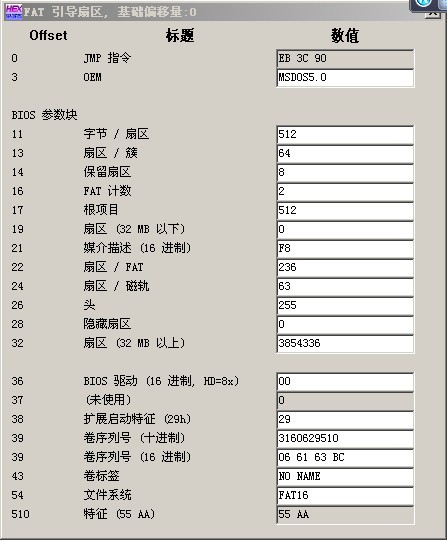 FAT 引导扇区, 基础偏移量:0
Offset 标题 数值
0 JMP 指令 EB 3C 90
3 OEM MSDOS5.0
BIOS 参数块
11 字节 / 扇区 512
13 扇区 / 簇 64
14 保留扇区 8
16 FAT 计数 2
17 根项目 512
19 扇区 (32 MB 以下) 0
21 媒介描述 (16 进制) F8
22 扇区 / FAT 236
24 扇区 / 磁轨 63
26 头 255
28 隐藏扇区 0
32 扇区 (32 MB 以上) 3854336
36 BIOS 驱动 (16 进制, HD=8x) 00
37 (未使用) 0
38 扩展启动特征 (29h) 29
39 卷序列号 (十进制) 3160629510
39 卷序列号 (16 进制) 06 61 63 BC
43 卷标签 NO NAME
54 文件系统 FAT16
510 特征 (55 AA) 55 AA